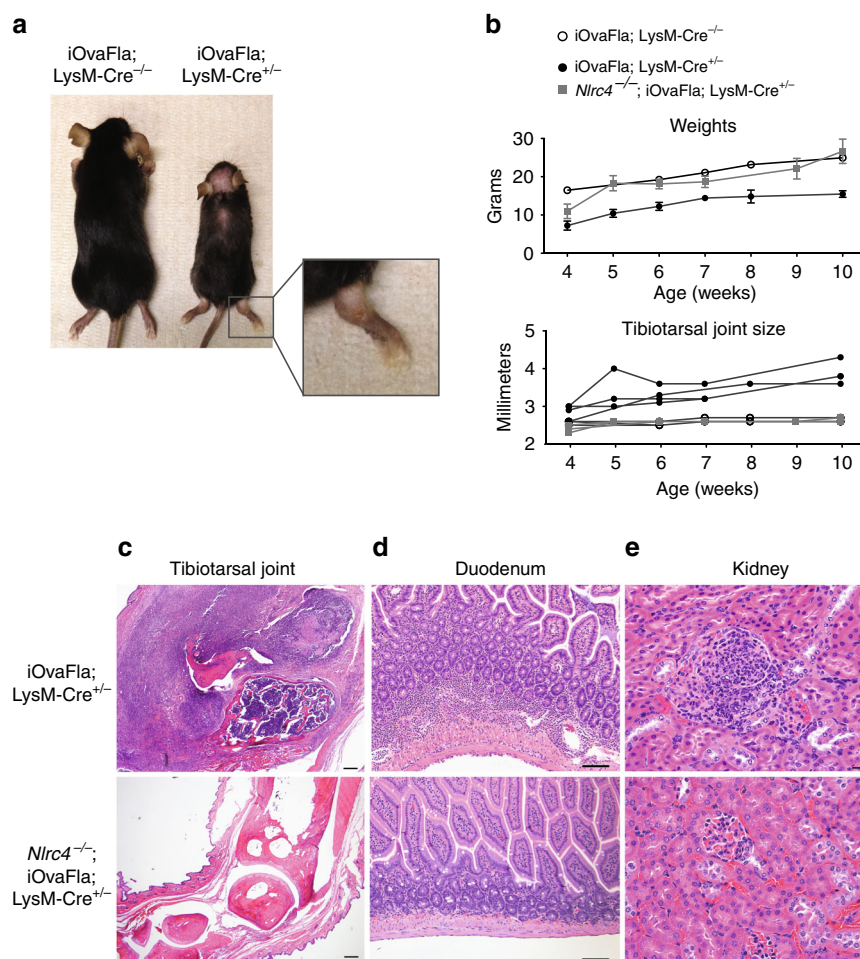 a
iOvaFla;
LysM-Cre−/−
iOvaFla;
LysM-Cre+/−
b
iOvaFla; LysM-Cre−/−
iOvaFla; LysM-Cre+/−
Nlrc4−/−; iOvaFla; LysM-Cre+/−
Weights
30
20
10
0
Grams
4 5 6 7 8 9 10
Age (weeks)
Tibiotarsal joint size
5
4
3
2
Millimeters
4 5 6 7 8 9 10
Age (weeks)
c
Tibiotarsal joint
d
Duodenum
e
Kidney
iOvaFla;
LysM-Cre+/−
Nlrc4−/−;
iOvaFla;
LysM-Cre+/−